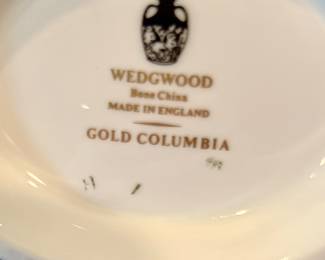 WEDGWOOD
Bone China
MADE IN ENGLAND
GOLD COLUMBIA